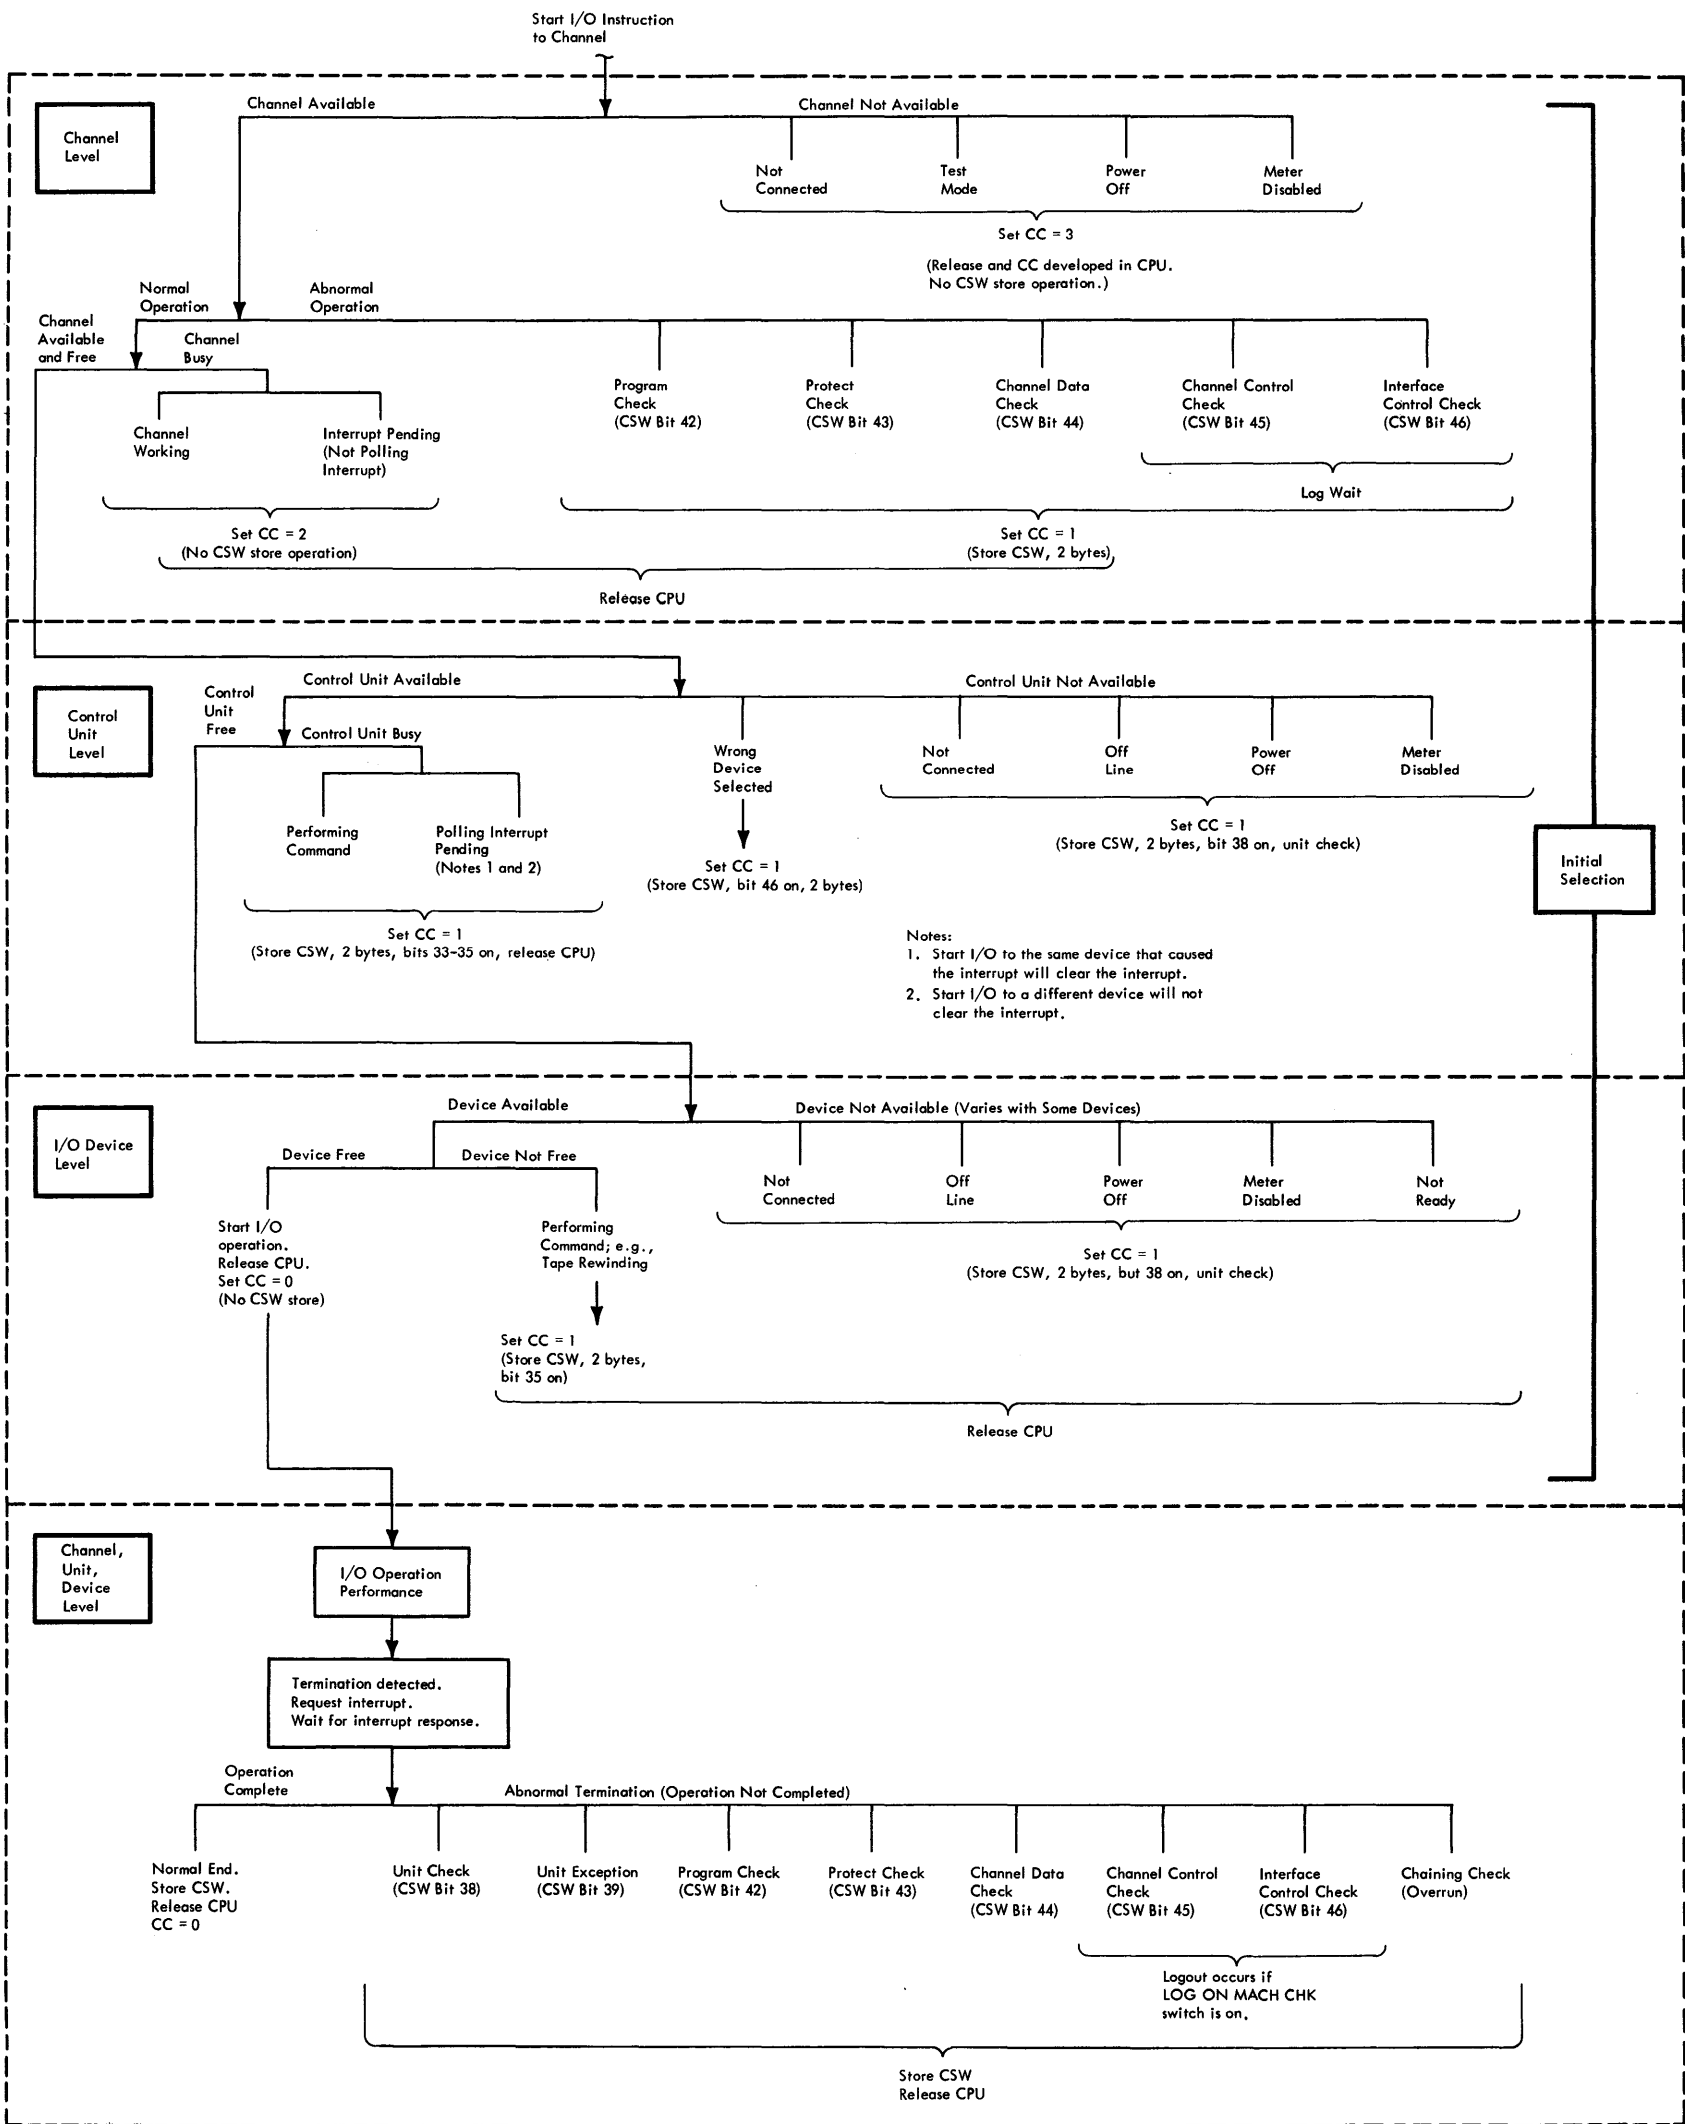 Start I/O Instruction
to Channel
Channel Available
Channel Not Available
Channel
Level
Not
Connected
Test
Mode
Power
Off
Meter
Disabled
Set CC = 3
(Release and CC developed in CPU.
No CSW store operation.)
Normal
Operation
Abnormal
Operation
Channel
Available
and Free
Channel
Busy
Channel
Working
Interrupt Pending
(Not Polling
Interrupt)
Program
Check
(CSW Bit 42)
Protect
Check
(CSW Bit 43)
Channel Data
Check
(CSW Bit 44)
Channel Control
Check
(CSW Bit 45)
Interface
Control Check
(CSW Bit 46)
Log Wait
Set CC = 2
(No CSW store operation)
Set CC = 1
(Store CSW, 2 bytes)
Release CPU
Control
Unit
Level
Control
Unit
Free
Control Unit Available
Control Unit Not Available
Control Unit Busy
Performing
Command
Polling Interrupt
Pending
(Notes 1 and 2)
Wrong
Device
Selected
Not
Connected
Off
Line
Power
Off
Meter
Disabled
Set CC = 1
(Store CSW, 2 bytes, bit 38 on, unit check)
Set CC = 1
(Store CSW, bit 46 on, 2 bytes)
Set CC = 1
(Store CSW, 2 bytes, bits 33-35 on, release CPU)
Initial
Selection
Notes:
1. Start I/O to the same device that caused
the interrupt will clear the interrupt.
2. Start I/O to a different device will not
clear the interrupt.
I/O Device
Level
Device Available
Device Not Available (Varies with Some Devices)
Device Free
Device Not Free
Not
Connected
Off
Line
Power
Off
Meter
Disabled
Not
Ready
Start I/O
operation.
Release CPU.
Set CC = 0
(No CSW store)
Performing
Command; e.g.,
Tape Rewinding
Set CC = 1
(Store CSW, 2 bytes, but 38 on, unit check)
Set CC = 1
(Store CSW, 2 bytes,
bit 35 on)
Release CPU
Channel,
Unit,
Device
Level
I/O Operation
Performance
Termination detected.
Request interrupt.
Wait for interrupt response.
Operation
Complete
Abnormal Termination (Operation Not Completed)
Normal End.
Store CSW.
Release CPU
CC = 0
Unit Check
(CSW Bit 38)
Unit Exception
(CSW Bit 39)
Program Check
(CSW Bit 42)
Protect Check
(CSW Bit 43)
Channel Data
Check
(CSW Bit 44)
Channel Control
Check
(CSW Bit 45)
Interface
Control Check
(CSW Bit 46)
Chaining Check
(Overrun)
Logout occurs if
LOG ON MACH CHK
switch is on.
Store CSW
Release CPU